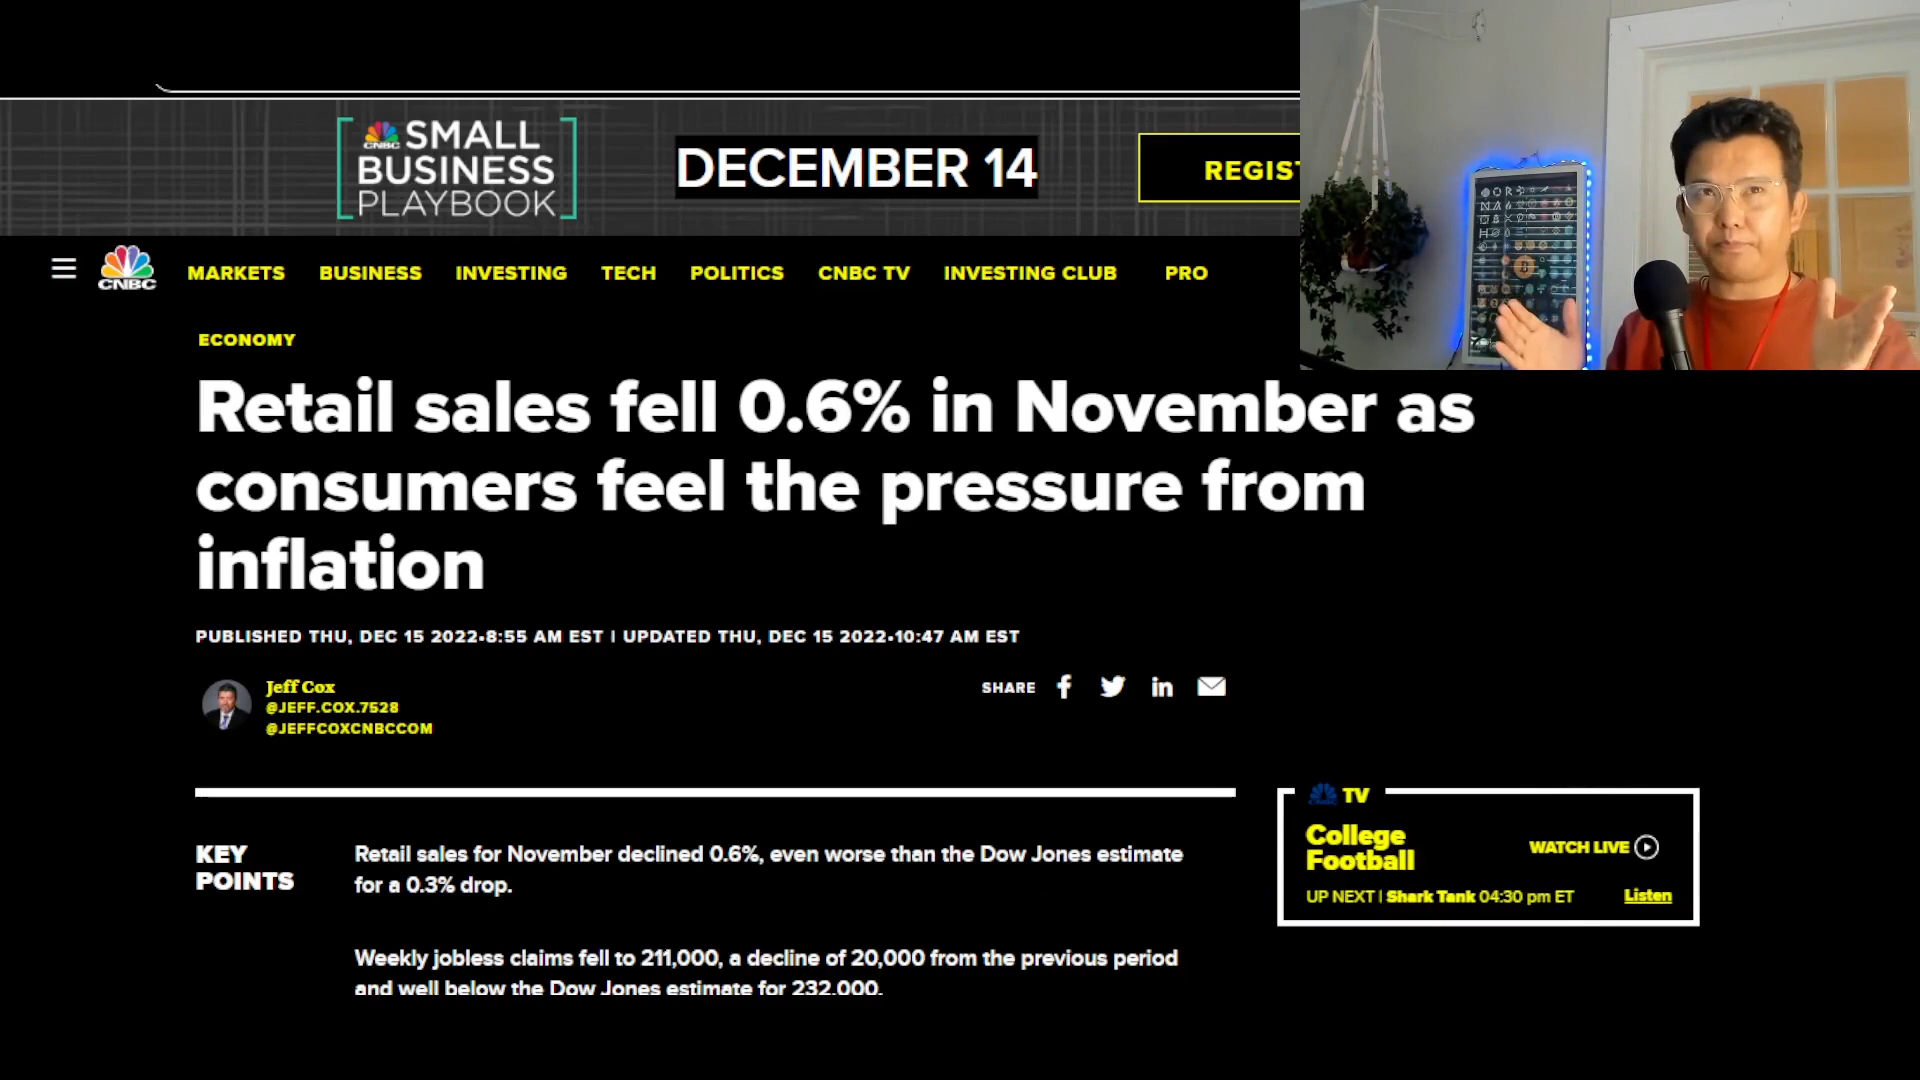 CNBC SMALL
BUSINESS
PLAYBOOK
DECEMBER 14
REGIST
CNBC
MARKETS BUSINESS INVESTING TECH POLITICS CNBC TV INVESTING CLUB PRO
ECONOMY
Retail sales fell 0.6% in November as
consumers feel the pressure from
inflation
PUBLISHED THU, DEC 15 2022•8:55 AM EST | UPDATED THU, DEC 15 2022•10:47 AM EST
Jeff Cox
@JEFF.COX.7528
@JEFFCOXCNBCCOM
SHARE
KEY
POINTS
Retail sales for November declined 0.6%, even worse than the Dow Jones estimate
for a 0.3% drop.
Weekly jobless claims fell to 211,000, a decline of 20,000 from the previous period
and well below the Dow Jones estimate for 232,000.
TV
College
Football
WATCH LIVE
UP NEXT | Shark Tank 04:30 pm ET
Listen